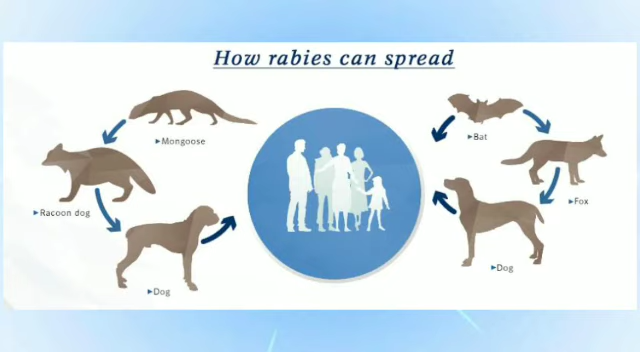 How rabies can spread
▸Mongoose
▸Bat
▸Racoon dog
▸Fox
▸Dog
▸Dog